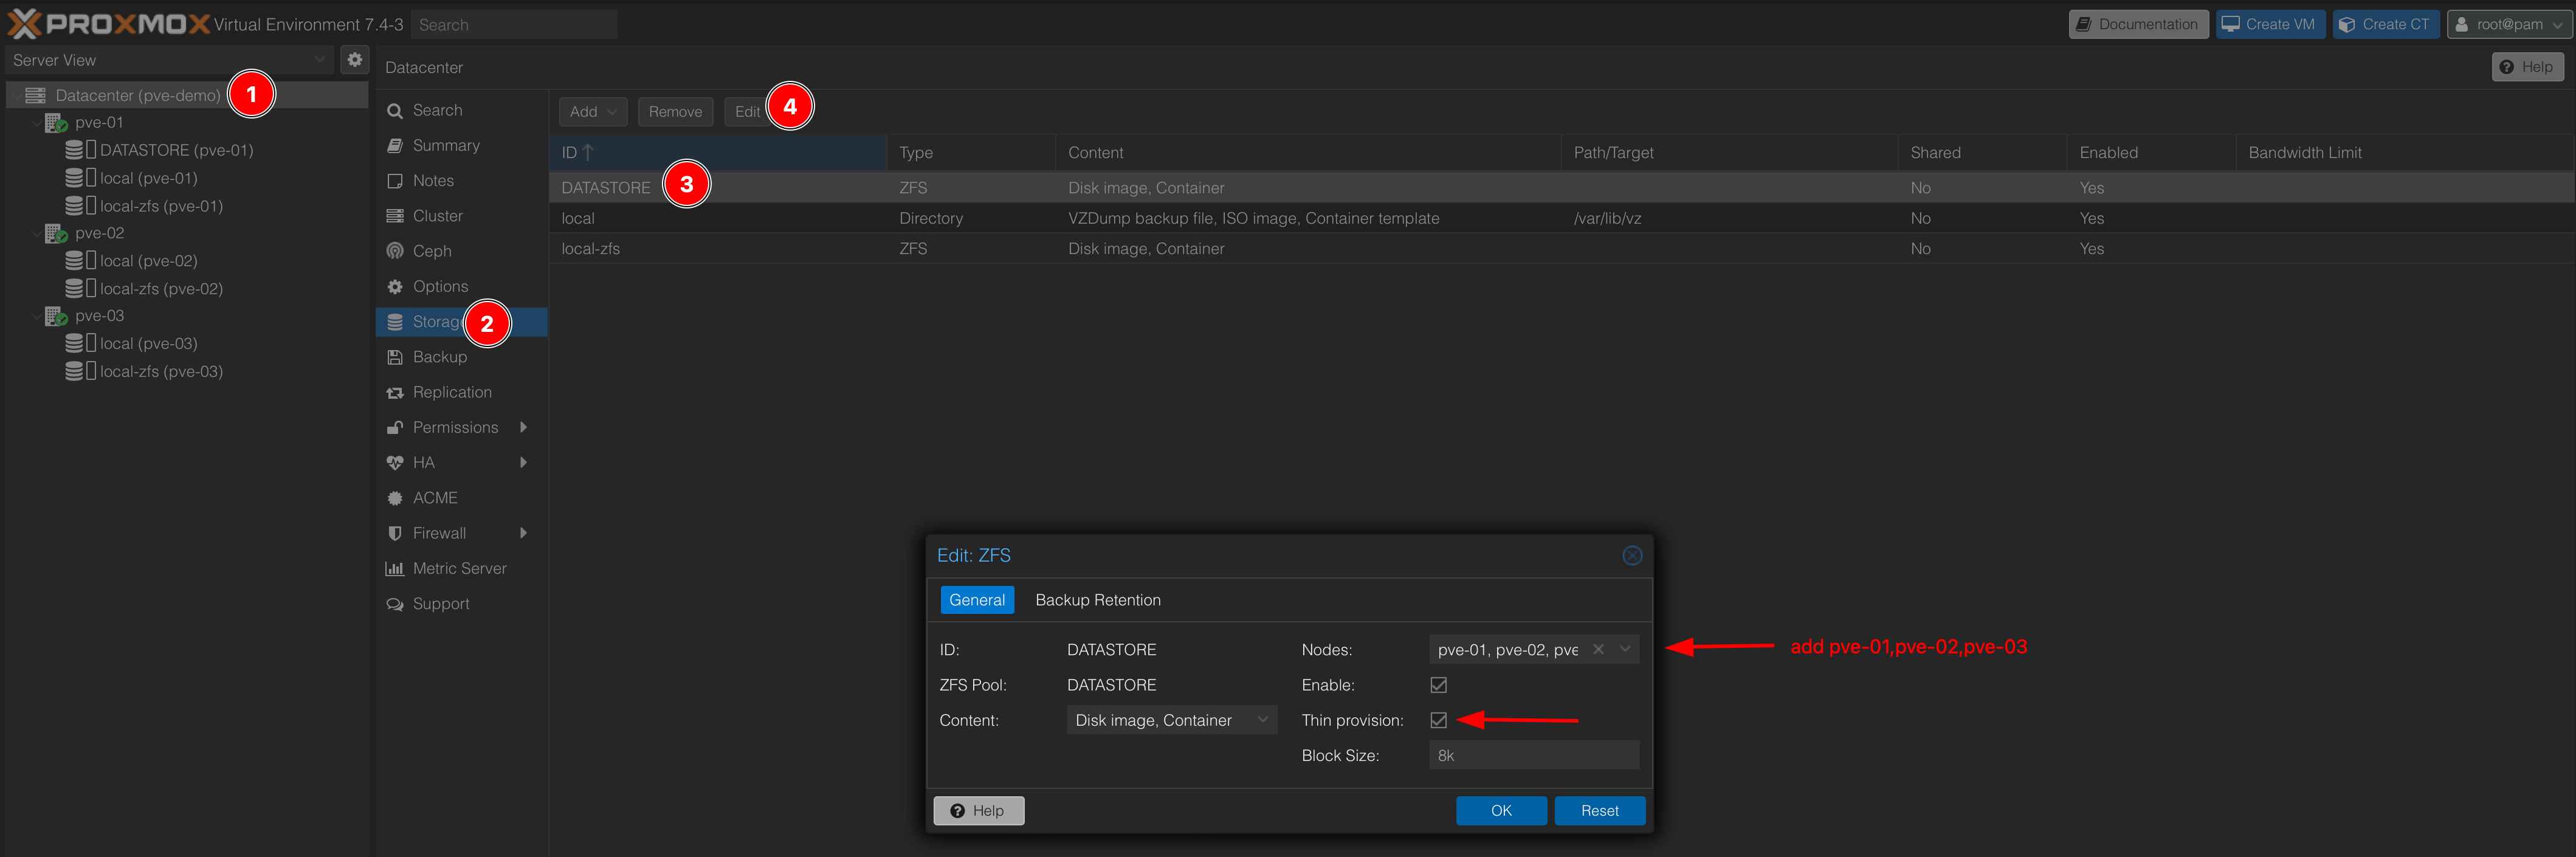 PROXMOX Virtual Environment 7.4-3 Search Documentation Create VM Create CT root@pam
Server View
Datacenter Help
Datacenter (pve-demo) 1
pve-01
DATASTORE (pve-01)
local (pve-01)
local-zfs (pve-01)
pve-02
local (pve-02)
local-zfs (pve-02)
pve-03
local (pve-03)
local-zfs (pve-03)
Search
Summary
Notes
Cluster
Ceph
Options
Storage 2
Backup
Replication
Permissions
HA
ACME
Firewall
Metric Server
Support
Add Remove Edit 4
ID Type Content Path/Target Shared Enabled Bandwidth Limit
DATASTORE 3 ZFS Disk image, Container No Yes
local Directory VZDump backup file, ISO image, Container template /var/lib/vz No Yes
local-zfs ZFS Disk image, Container No Yes
Edit: ZFS
General Backup Retention
ID: DATASTORE Nodes: pve-01, pve-02, pve
add pve-01,pve-02,pve-03
ZFS Pool: DATASTORE Enable:
Content: Disk image, Container Thin provision:
Block Size: 8k
Help OK Reset